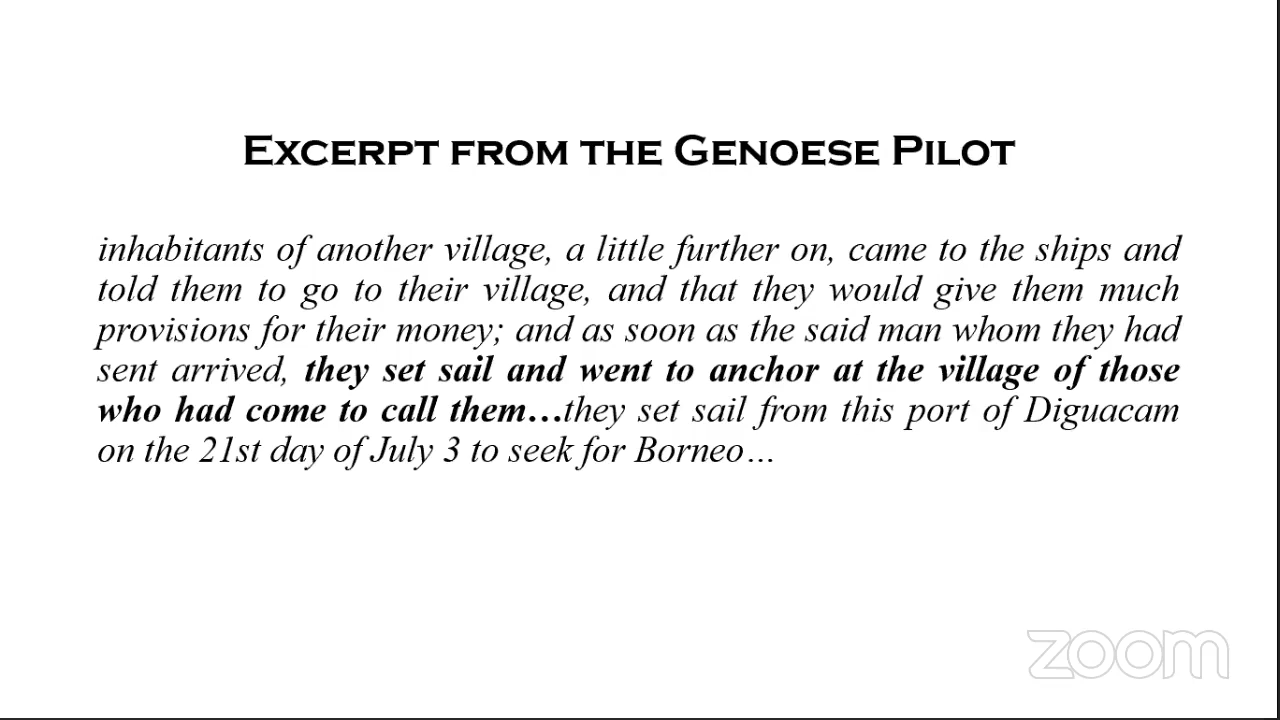 Excerpt from the Genoese Pilot
inhabitants of another village, a little further on, came to the ships and
told them to go to their village, and that they would give them much
provisions for their money; and as soon as the said man whom they had
sent arrived, they set sail and went to anchor at the village of those
who had come to call them…they set sail from this port of Diguacam
on the 21st day of July 3 to seek for Borneo…
zoom